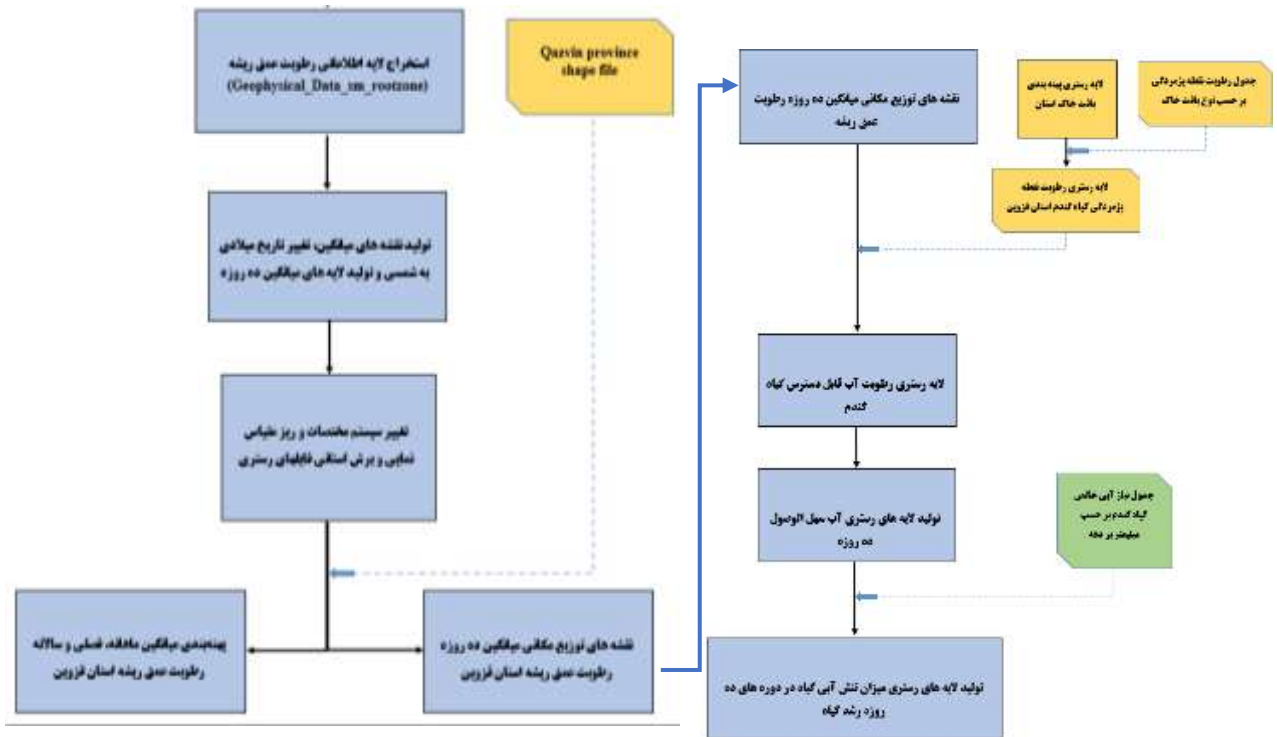 استخراج لایه اطلاعاتی رطوبت عمق ریشه
(Geophysical_Data_sm_rootzone)
Qazvin province
shape file
تولید نقشه های میانگین، تغییر تاریخ میلادی
به شمسی و تولید لایه های میانگین ده روزه
تغییر سیستم مختصات و ریز مقیاس
نمایی و برش استانی فایلهای رستری
پهنه‌بندی میانگین ماهانه، فصلی و سالانه
رطوبت عمق ریشه استان قزوین
نقشه های توزیع مکانی میانگین ده روزه
رطوبت عمق ریشه استان قزوین
نقشه های توزیع مکانی میانگین ده روزه رطوبت
عمق ریشه
لایه رستری پهنه بندی
بافت خاک استان
جدول رطوبت نقطه پژمردگی
بر حسب نوع بافت خاک
لایه رستری رطوبت نقطه
پژمردگی گیاه گندم استان قزوین
لایه رستری رطوبت آب قابل دسترس گیاه
گندم
تولید لایه های رستری آب سهل الوصول
ده روزه
جدول نیاز آبی خالص
گیاه گندم بر حسب
میلیمتر بر دهه
تولید لایه های رستری میزان تنش آبی گیاه در دوره های ده
روزه رشد گیاه